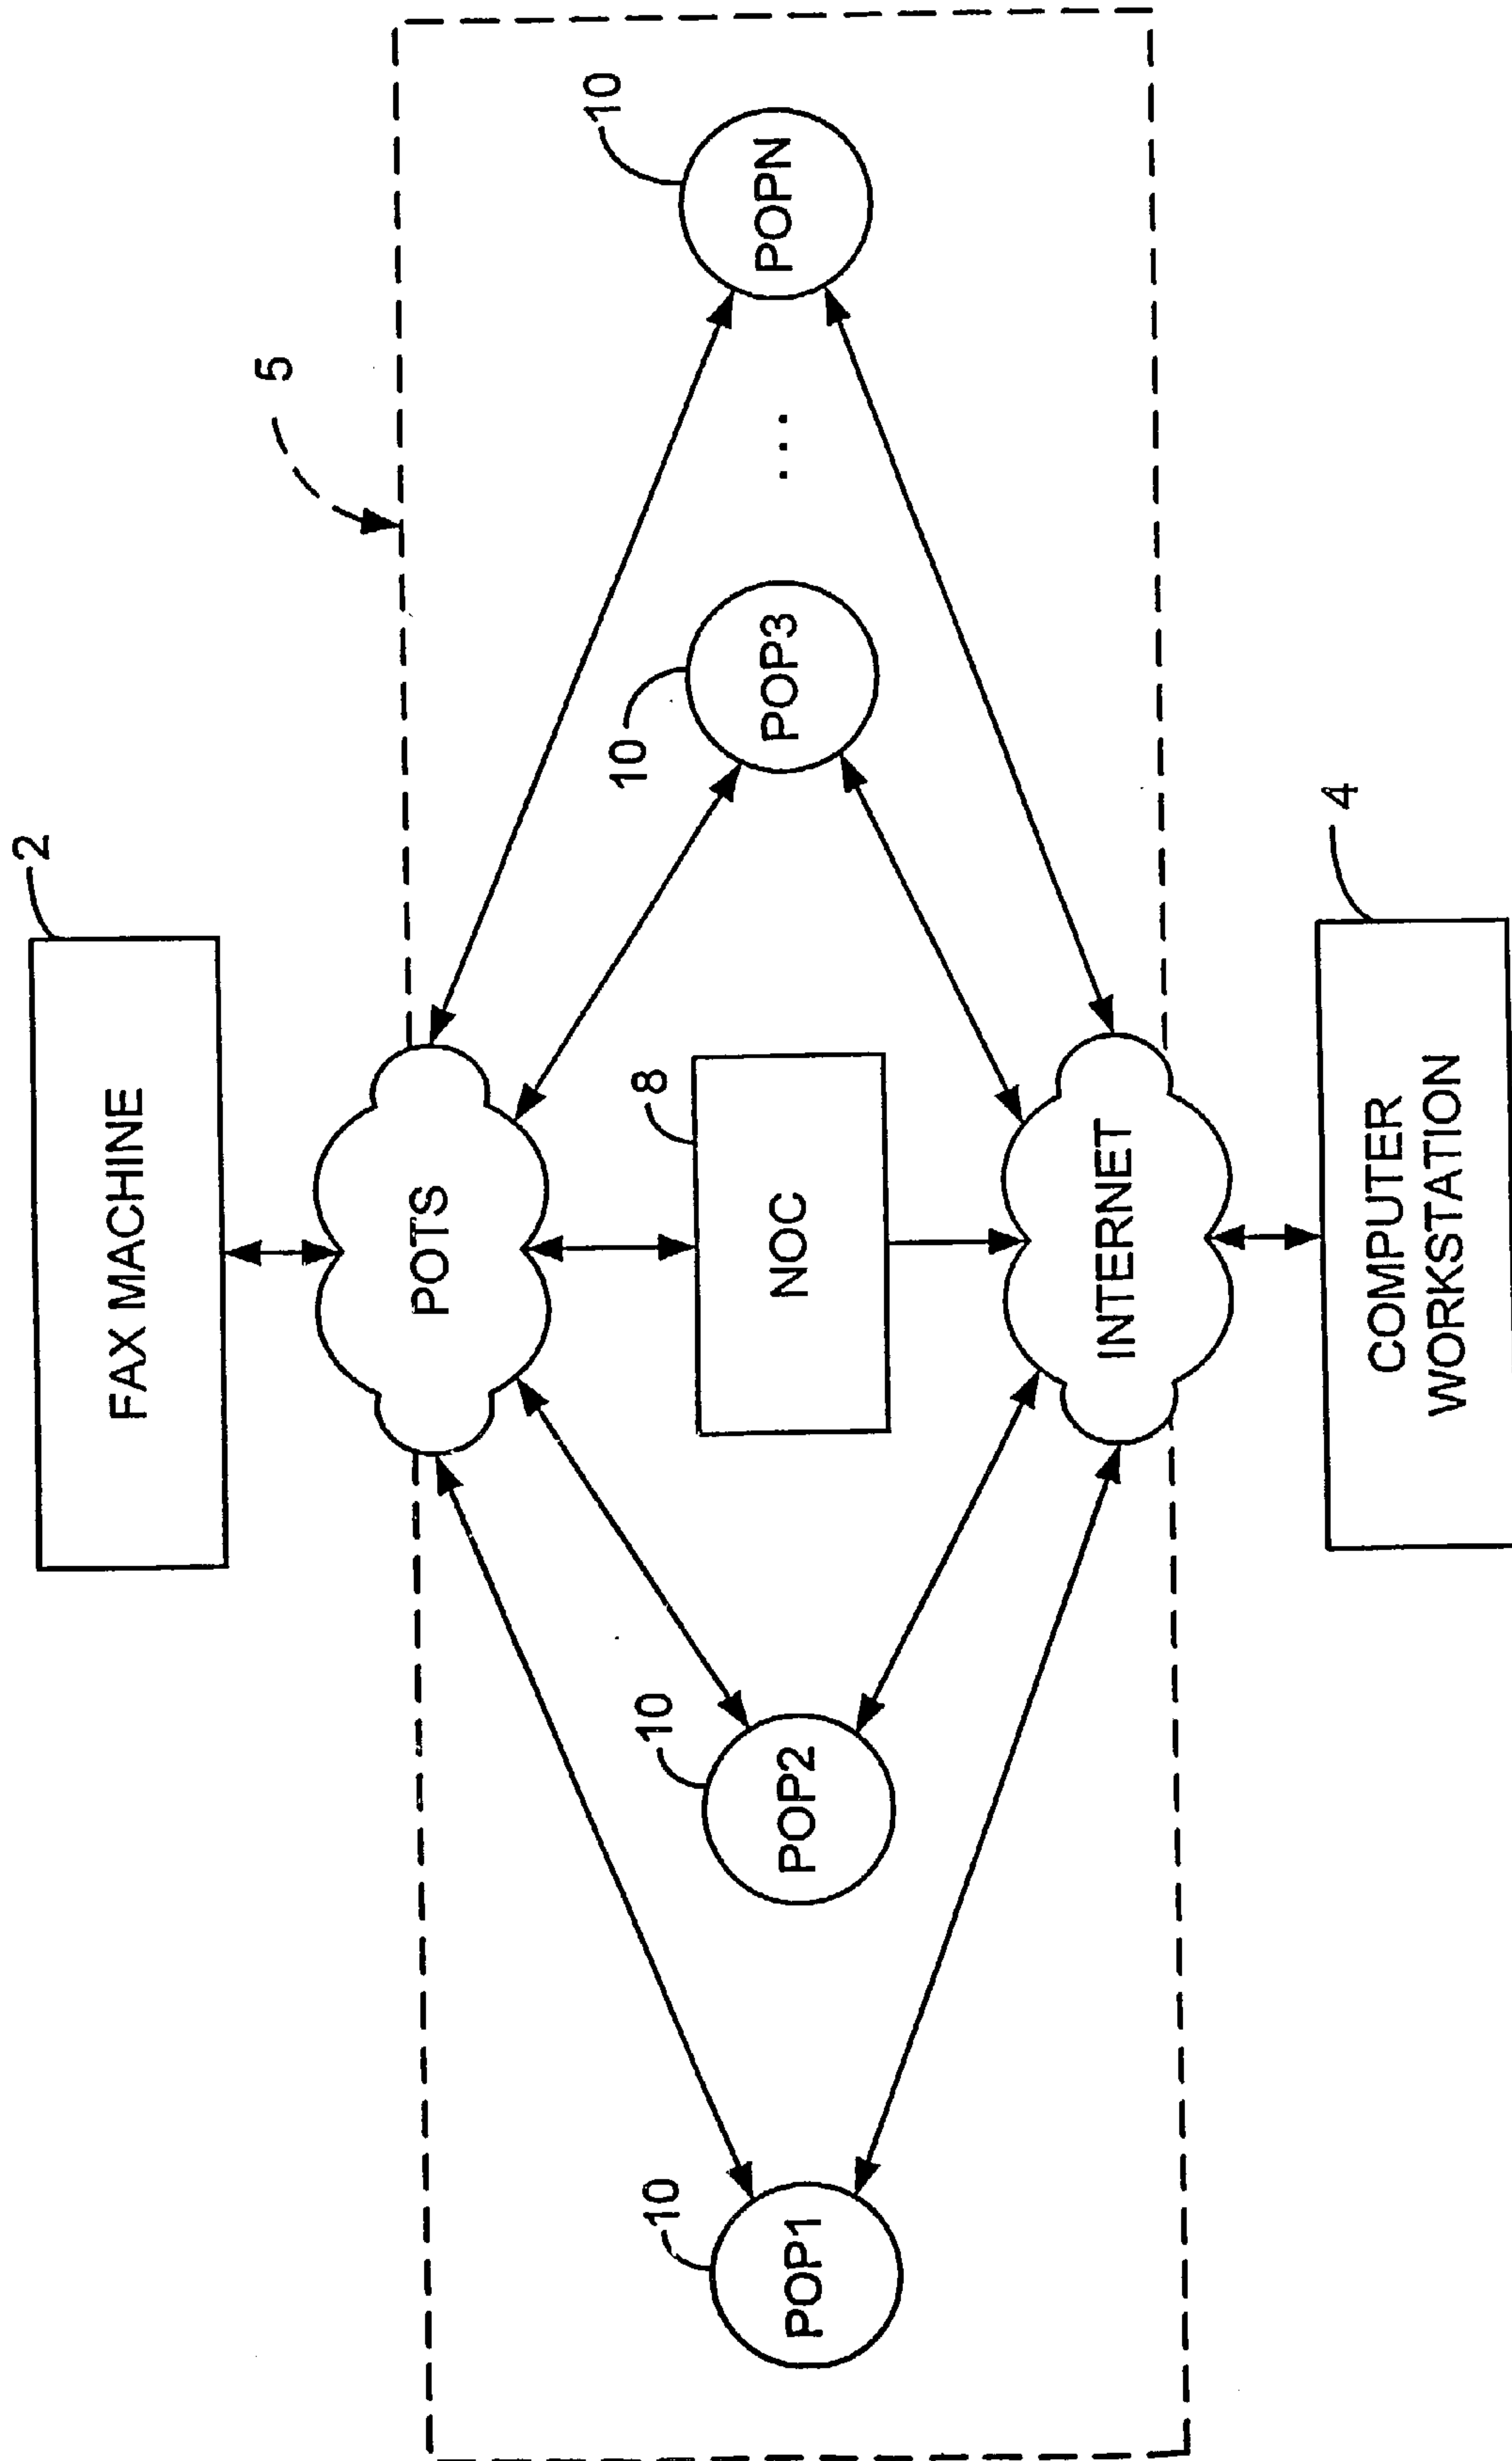 2
FAX MACHINE
5
POTS
10
POP1
10
POP2
8
NOC
10
POP3
. . .
10
POPN
INTERNET
4
COMPUTER
WORKSTATION